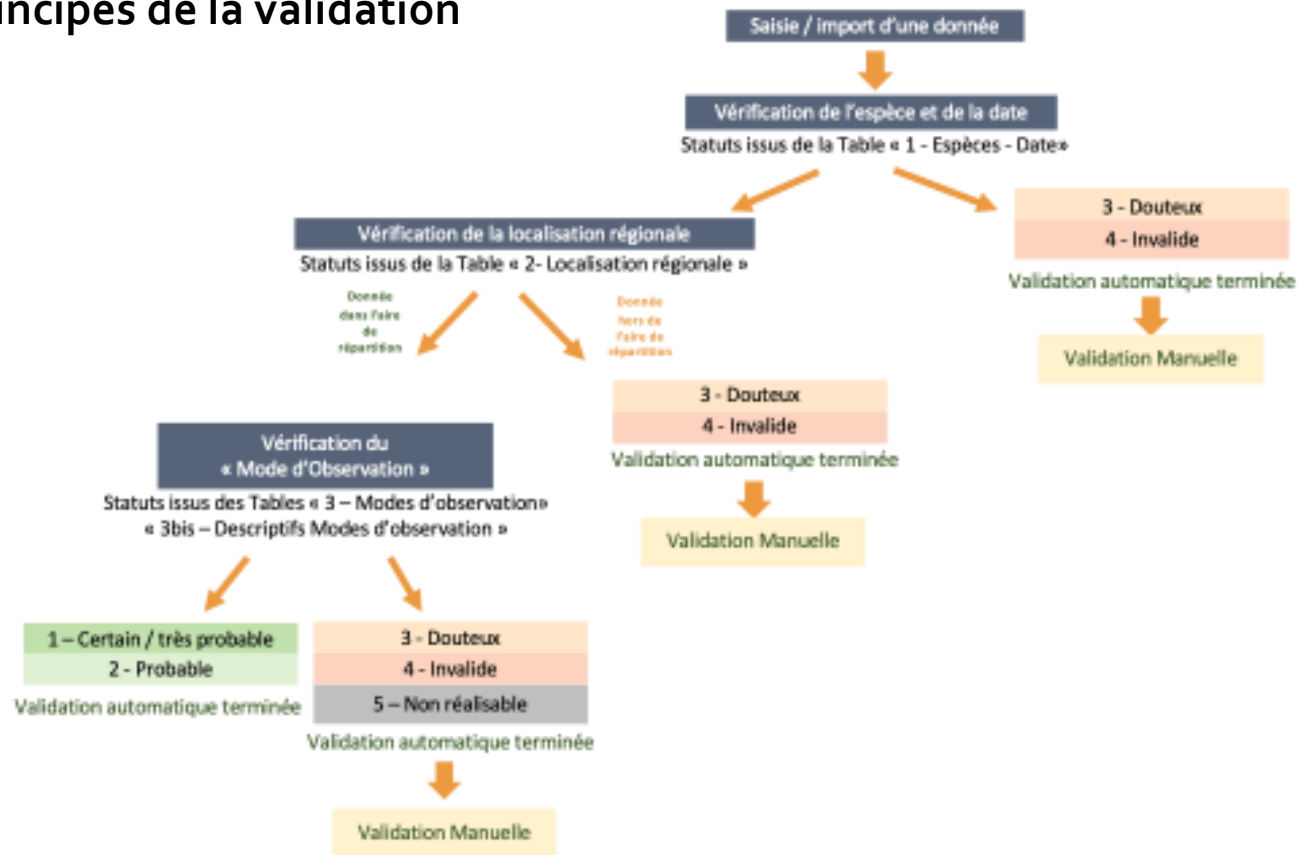 incipes de la validation
Saisie / import d'une donnée
Vérification de l'espèce et de la date
Statuts issus de la Table « 1 - Espèces - Date»
3 - Douteux
4 - Invalide
Validation automatique terminée
Validation Manuelle
Vérification de la localisation régionale
Statuts issus de la Table « 2- Localisation régionale »
Donnée
dans l'aire
de
répartition
Donnée
hors de
l'aire de
répartition
3 - Douteux
4 - Invalide
Validation automatique terminée
Validation Manuelle
Vérification du
« Mode d'Observation »
Statuts issus des Tables « 3 – Modes d'observation»
« 3bis – Descriptifs Modes d'observation »
1 – Certain / très probable
2 - Probable
Validation automatique terminée
3 - Douteux
4 - Invalide
5 – Non réalisable
Validation automatique terminée
Validation Manuelle